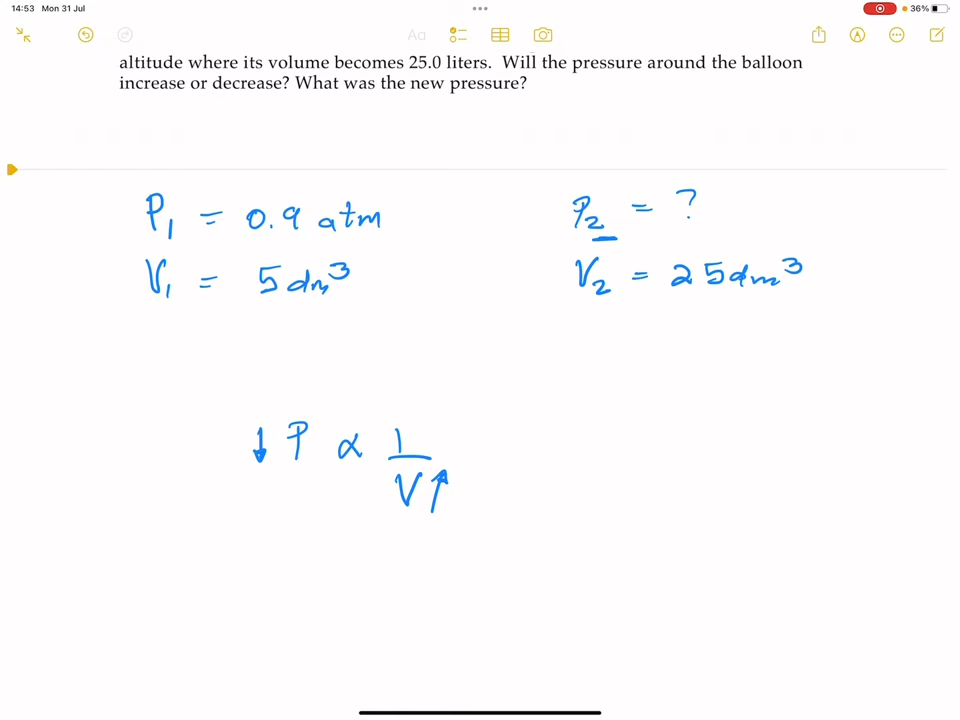 14:53 Mon 31 Jul
36%
Aa
altitude where its volume becomes 25.0 liters. Will the pressure around the balloon
increase or decrease? What was the new pressure?
P₁ = 0.9 atm
P₂ = ?
V₁ = 5 dm³
V₂ = 25 dm³
↓ P ∝ 1
V↑